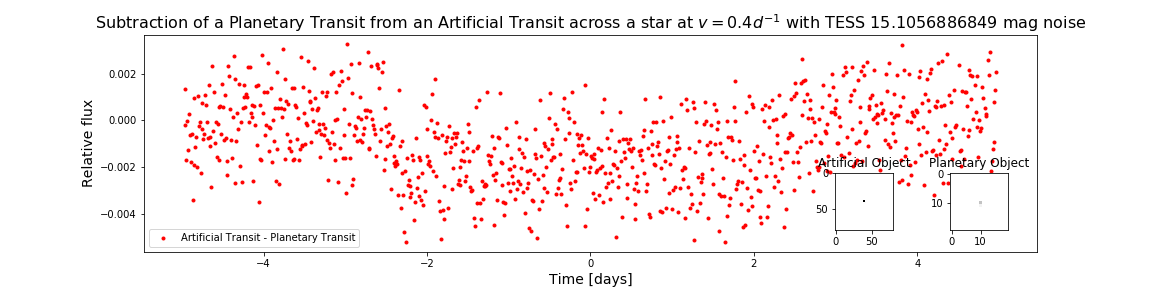 Subtraction of a Planetary Transit from an Artificial Transit across a star at v = 0.4d⁻¹ with TESS 15.1056886849 mag noise
Relative flux
0.002
0.000
−0.002
−0.004
Artificial Object
0
50
0
50
Planetary Object
0
10
0
10
Artificial Transit - Planetary Transit
−4
−2
0
2
4
Time [days]